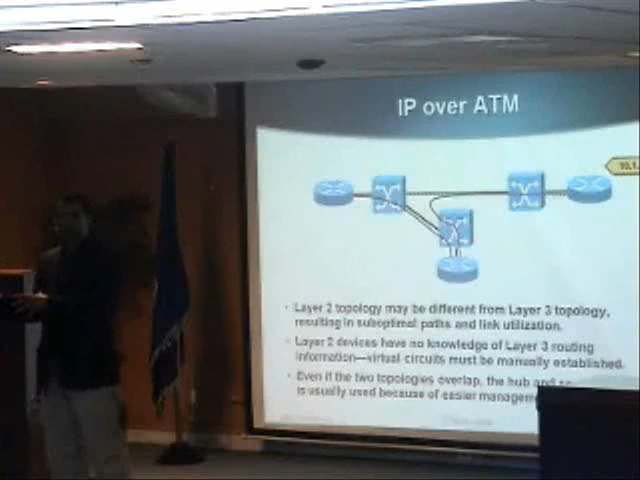 IP over ATM
10.1.
Layer 2 topology may be different from Layer 3 topology,
resulting in suboptimal paths and link utilization.
Layer 2 devices have no knowledge of Layer 3 routing
information—virtual circuits must be manually established.
Even if the two topologies overlap, the hub and
is usually used because of easier managem